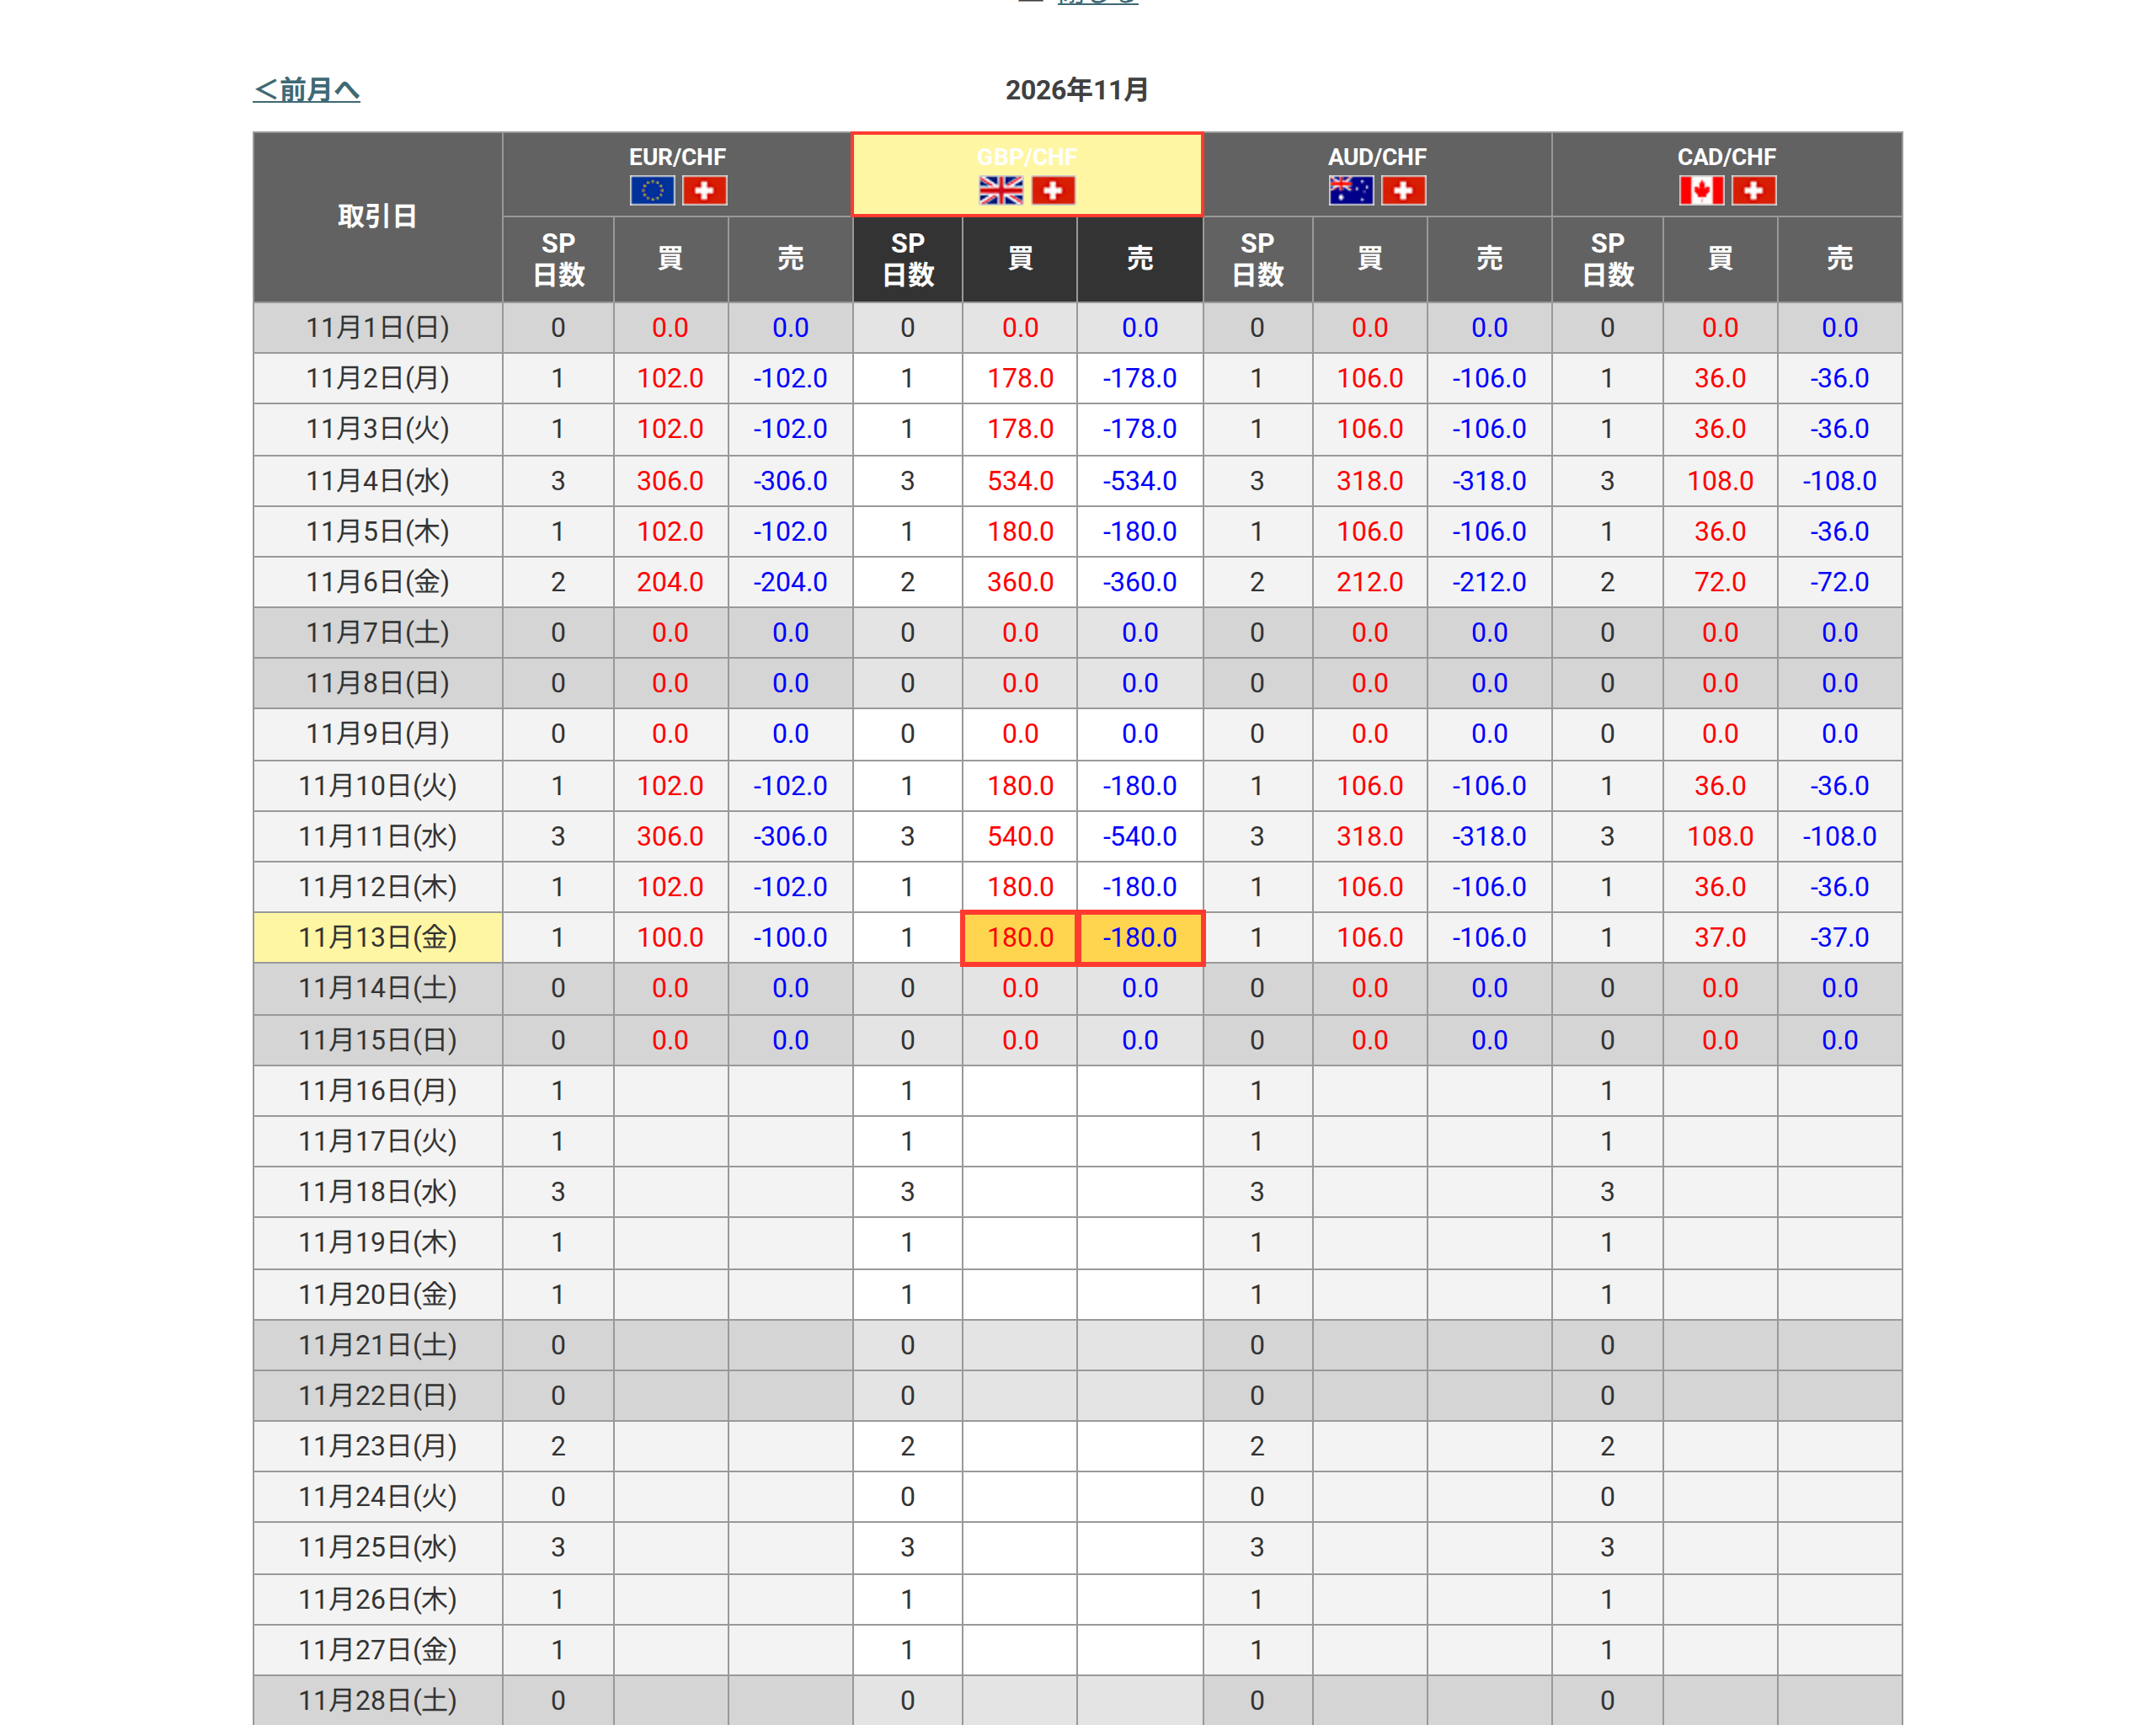 <前月へ 2026年11月
取引日 EUR/CHF GBP/CHF AUD/CHF CAD/CHF
SP日数 買 売 SP日数 買 売 SP日数 買 売 SP日数 買 売
11月1日(日) 0 0.0 0.0 0 0.0 0.0 0 0.0 0.0 0 0.0 0.0
11月2日(月) 1 102.0 -102.0 1 178.0 -178.0 1 106.0 -106.0 1 36.0 -36.0
11月3日(火) 1 102.0 -102.0 1 178.0 -178.0 1 106.0 -106.0 1 36.0 -36.0
11月4日(水) 3 306.0 -306.0 3 534.0 -534.0 3 318.0 -318.0 3 108.0 -108.0
11月5日(木) 1 102.0 -102.0 1 180.0 -180.0 1 106.0 -106.0 1 36.0 -36.0
11月6日(金) 2 204.0 -204.0 2 360.0 -360.0 2 212.0 -212.0 2 72.0 -72.0
11月7日(土) 0 0.0 0.0 0 0.0 0.0 0 0.0 0.0 0 0.0 0.0
11月8日(日) 0 0.0 0.0 0 0.0 0.0 0 0.0 0.0 0 0.0 0.0
11月9日(月) 0 0.0 0.0 0 0.0 0.0 0 0.0 0.0 0 0.0 0.0
11月10日(火) 1 102.0 -102.0 1 180.0 -180.0 1 106.0 -106.0 1 36.0 -36.0
11月11日(水) 3 306.0 -306.0 3 540.0 -540.0 3 318.0 -318.0 3 108.0 -108.0
11月12日(木) 1 102.0 -102.0 1 180.0 -180.0 1 106.0 -106.0 1 36.0 -36.0
11月13日(金) 1 100.0 -100.0 1 180.0 -180.0 1 106.0 -106.0 1 37.0 -37.0
11月14日(土) 0 0.0 0.0 0 0.0 0.0 0 0.0 0.0 0 0.0 0.0
11月15日(日) 0 0.0 0.0 0 0.0 0.0 0 0.0 0.0 0 0.0 0.0
11月16日(月) 1 1 1 1
11月17日(火) 1 1 1 1
11月18日(水) 3 3 3 3
11月19日(木) 1 1 1 1
11月20日(金) 1 1 1 1
11月21日(土) 0 0 0 0
11月22日(日) 0 0 0 0
11月23日(月) 2 2 2 2
11月24日(火) 0 0 0 0
11月25日(水) 3 3 3 3
11月26日(木) 1 1 1 1
11月27日(金) 1 1 1 1
11月28日(土) 0 0 0 0